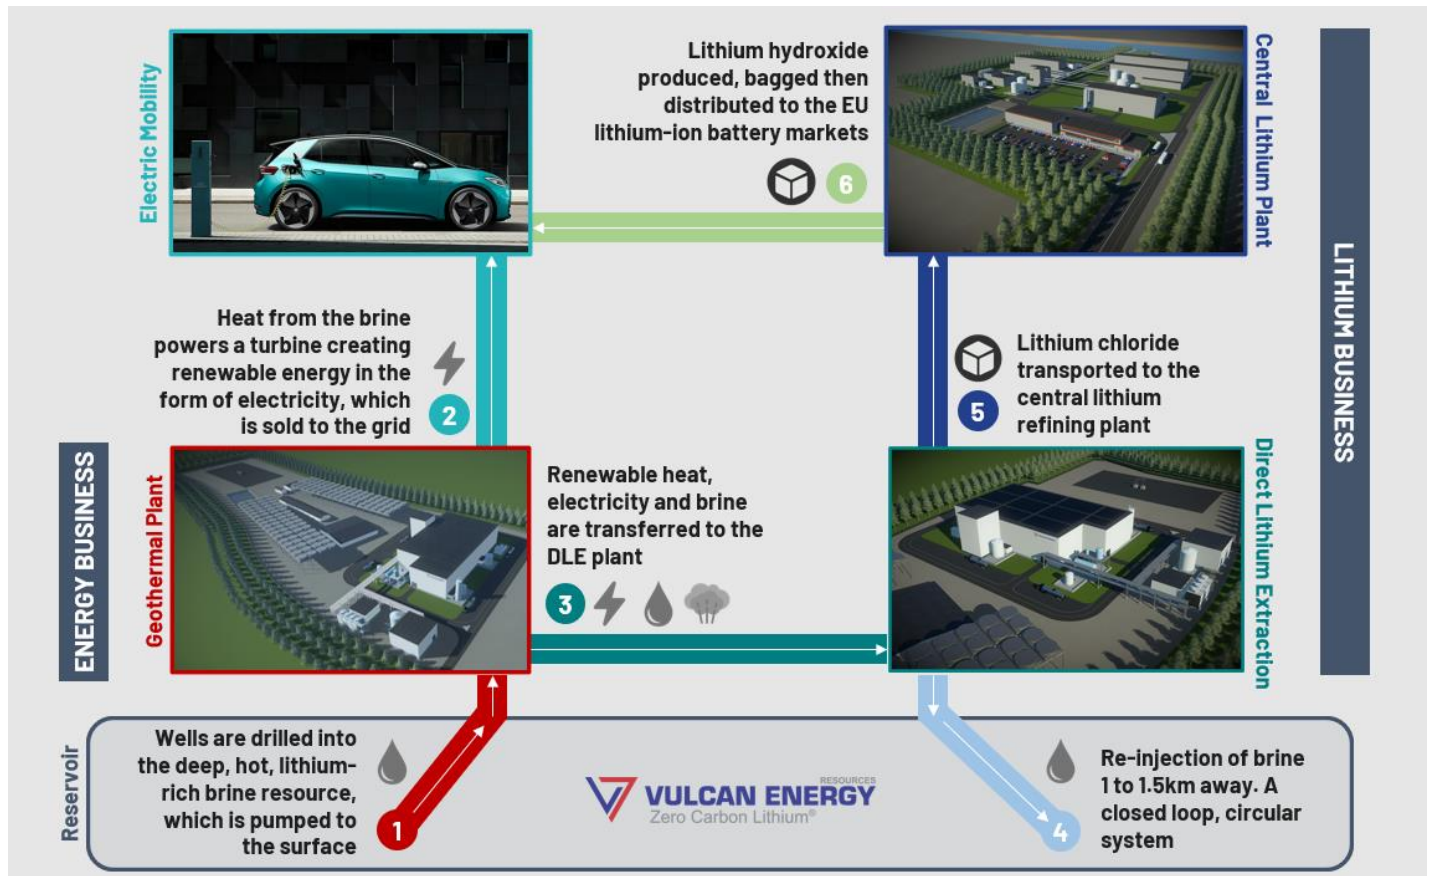 Electric Mobility
Lithium hydroxide
produced, bagged then
distributed to the EU
lithium-ion battery markets
6
Central Lithium Plant
LITHIUM BUSINESS
Heat from the brine
powers a turbine creating
renewable energy in the
form of electricity, which
is sold to the grid
2
Lithium chloride
transported to the
central lithium
refining plant
5
ENERGY BUSINESS
Geothermal Plant
Renewable heat,
electricity and brine
are transferred to the
DLE plant
3
Direct Lithium Extraction
Reservoir
Wells are drilled into
the deep, hot, lithium-
rich brine resource,
which is pumped to
the surface
1
RESOURCES
VULCAN ENERGY
Zero Carbon Lithium®
4
Re-injection of brine
1 to 1.5km away. A
closed loop, circular
system